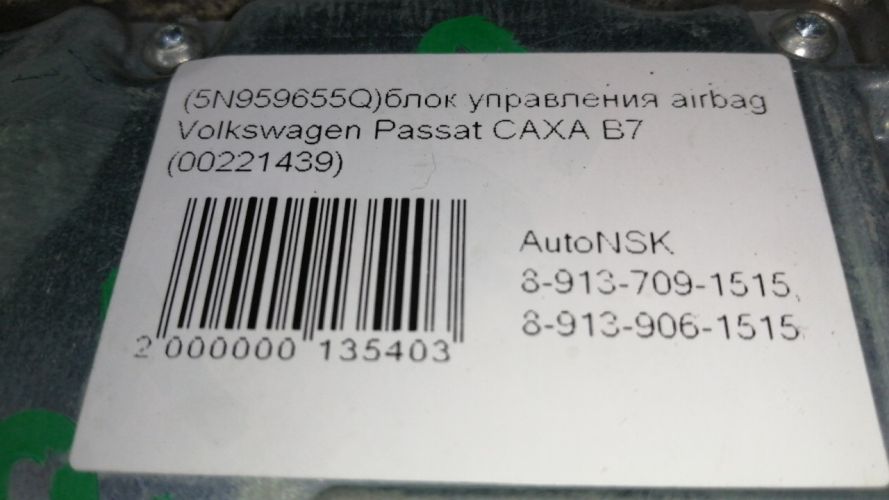 (5N959655Q)блок управления airbag
Volkswagen Passat CAXA B7
(00221439)
AutoNSK
8-913-709-1515,
8-913-906-1515
2 000000 135403